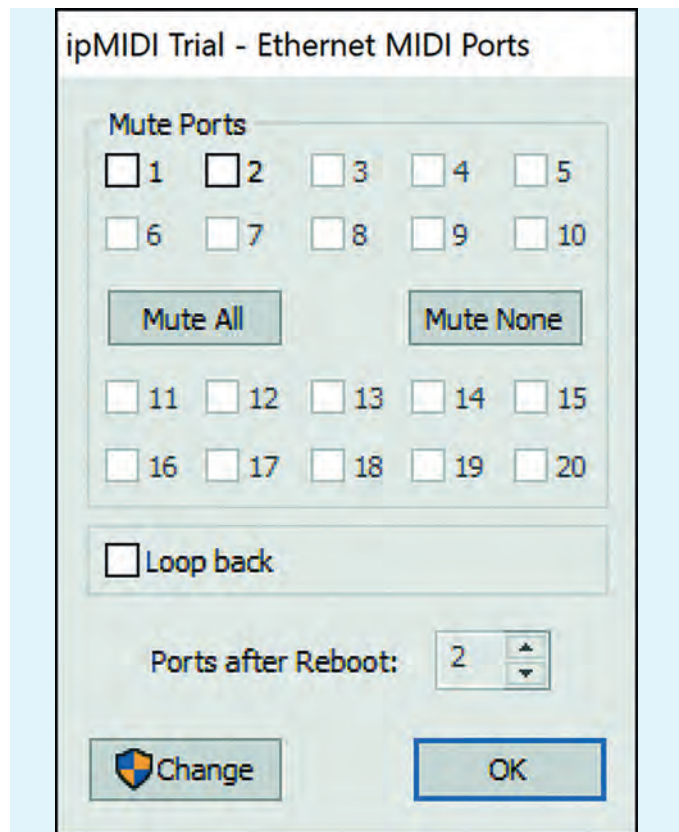 ipMIDI Trial - Ethernet MIDI Ports
Mute Ports
1 2 3 4 5
6 7 8 9 10
Mute All Mute None
11 12 13 14 15
16 17 18 19 20
Loop back
Ports after Reboot: 2
Change OK